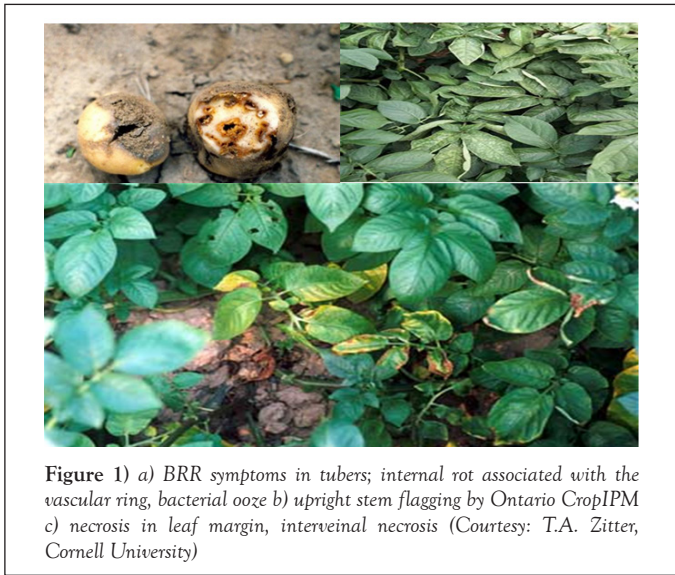 Figure 1) a) BRR symptoms in tubers; internal rot associated with the
vascular ring, bacterial ooze b) upright stem flagging by Ontario CropIPM
c) necrosis in leaf margin, interveinal necrosis (Courtesy: T.A. Zitter,
Cornell University)